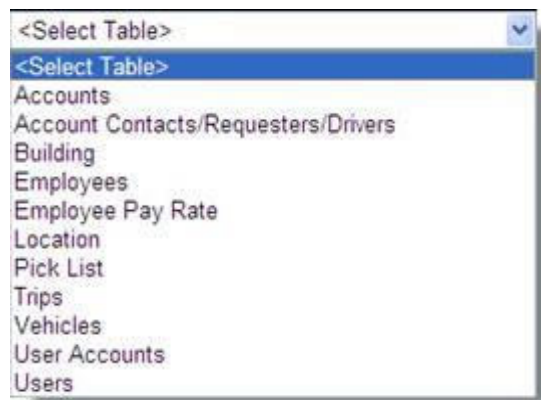 <Select Table>
<Select Table>
Accounts
Account Contacts/Requesters/Drivers
Building
Employees
Employee Pay Rate
Location
Pick List
Trips
Vehicles
User Accounts
Users